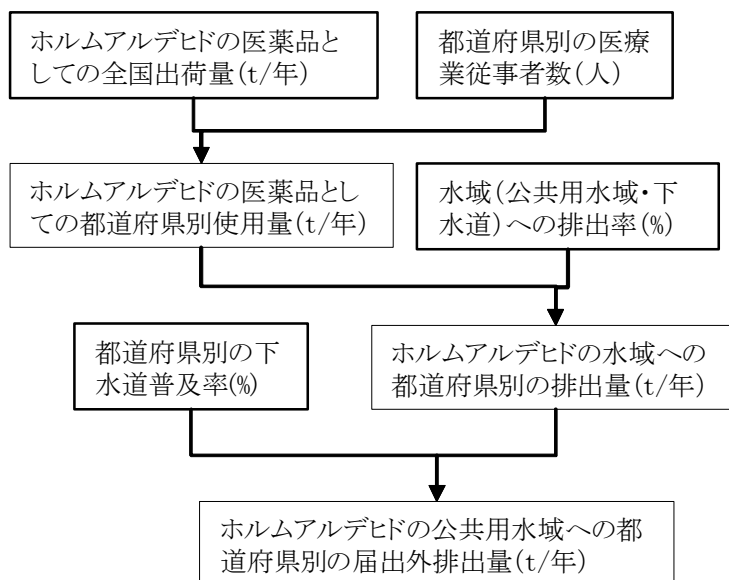 ホルムアルデヒドの医薬品と
しての全国出荷量(t/年)
都道府県別の医療
業従事者数(人)
ホルムアルデヒドの医薬品とし
ての都道府県別使用量(t/年)
水域(公共用水域・下
水道)への排出率(%)
都道府県別の下
水道普及率(%)
ホルムアルデヒドの水域への
都道府県別の排出量(t/年)
ホルムアルデヒドの公共用水域への都
道府県別の届出外排出量(t/年)